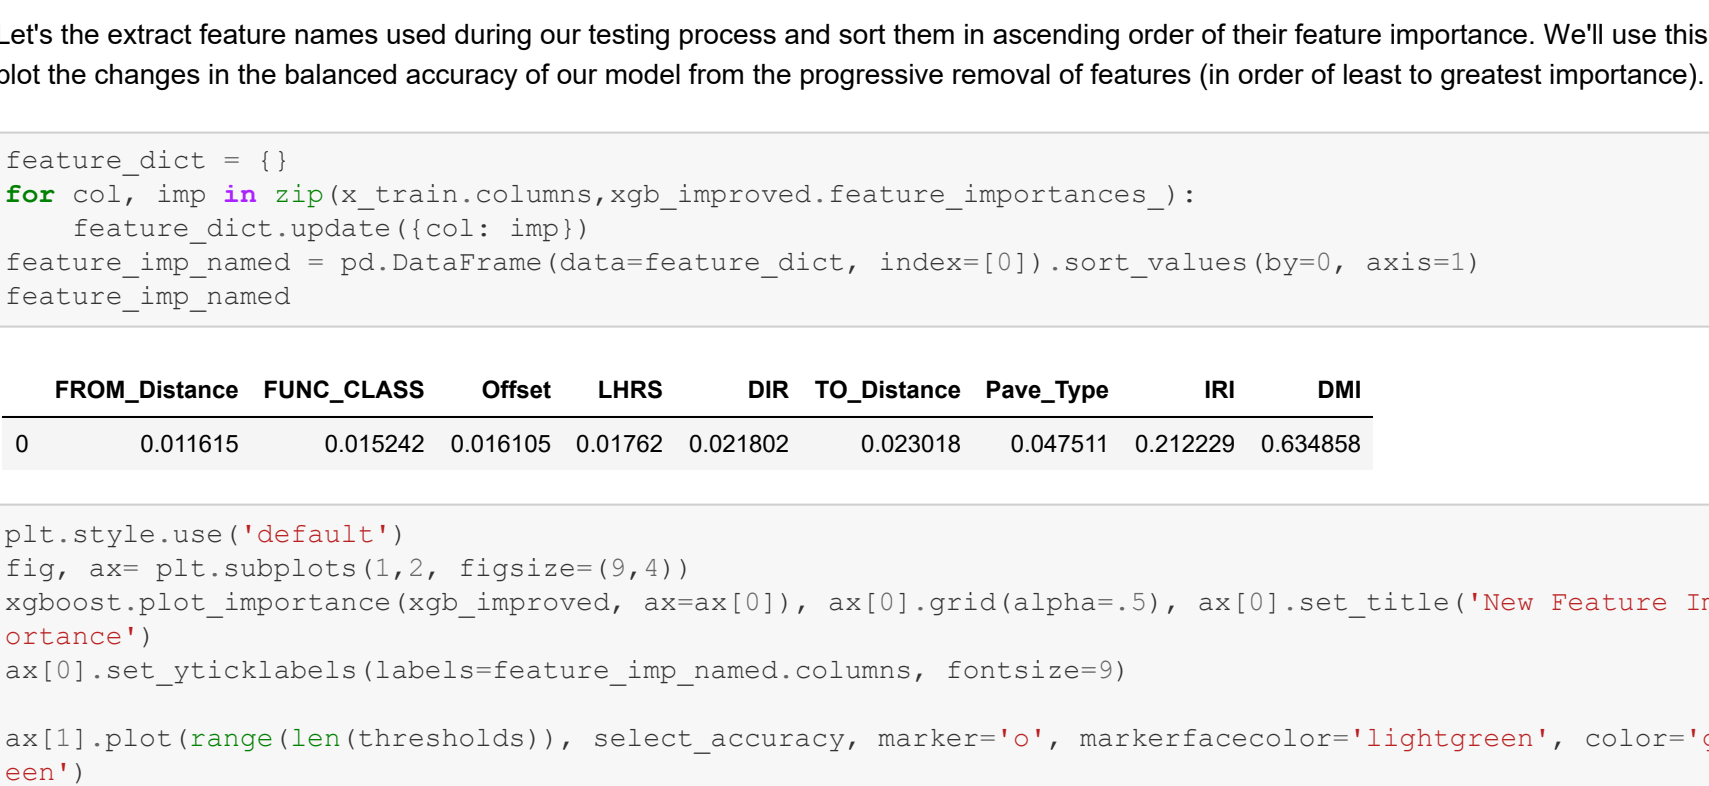 Let's the extract feature names used during our testing process and sort them in ascending order of their feature importance. We'll use this
plot the changes in the balanced accuracy of our model from the progressive removal of features (in order of least to greatest importance).
feature_dict = {}
for col, imp in zip(x_train.columns,xgb_improved.feature_importances_):
    feature_dict.update({col: imp})
feature_imp_named = pd.DataFrame(data=feature_dict, index=[0]).sort_values(by=0, axis=1)
feature_imp_named
FROM_Distance FUNC_CLASS Offset LHRS DIR TO_Distance Pave_Type IRI DMI
0 0.011615 0.015242 0.016105 0.01762 0.021802 0.023018 0.047511 0.212229 0.634858
plt.style.use('default')
fig, ax= plt.subplots(1,2, figsize=(9,4))
xgboost.plot_importance(xgb_improved, ax=ax[0]), ax[0].grid(alpha=.5), ax[0].set_title('New Feature Im
ortance')
ax[0].set_yticklabels(labels=feature_imp_named.columns, fontsize=9)
ax[1].plot(range(len(thresholds)), select_accuracy, marker='o', markerfacecolor='lightgreen', color='g
een')